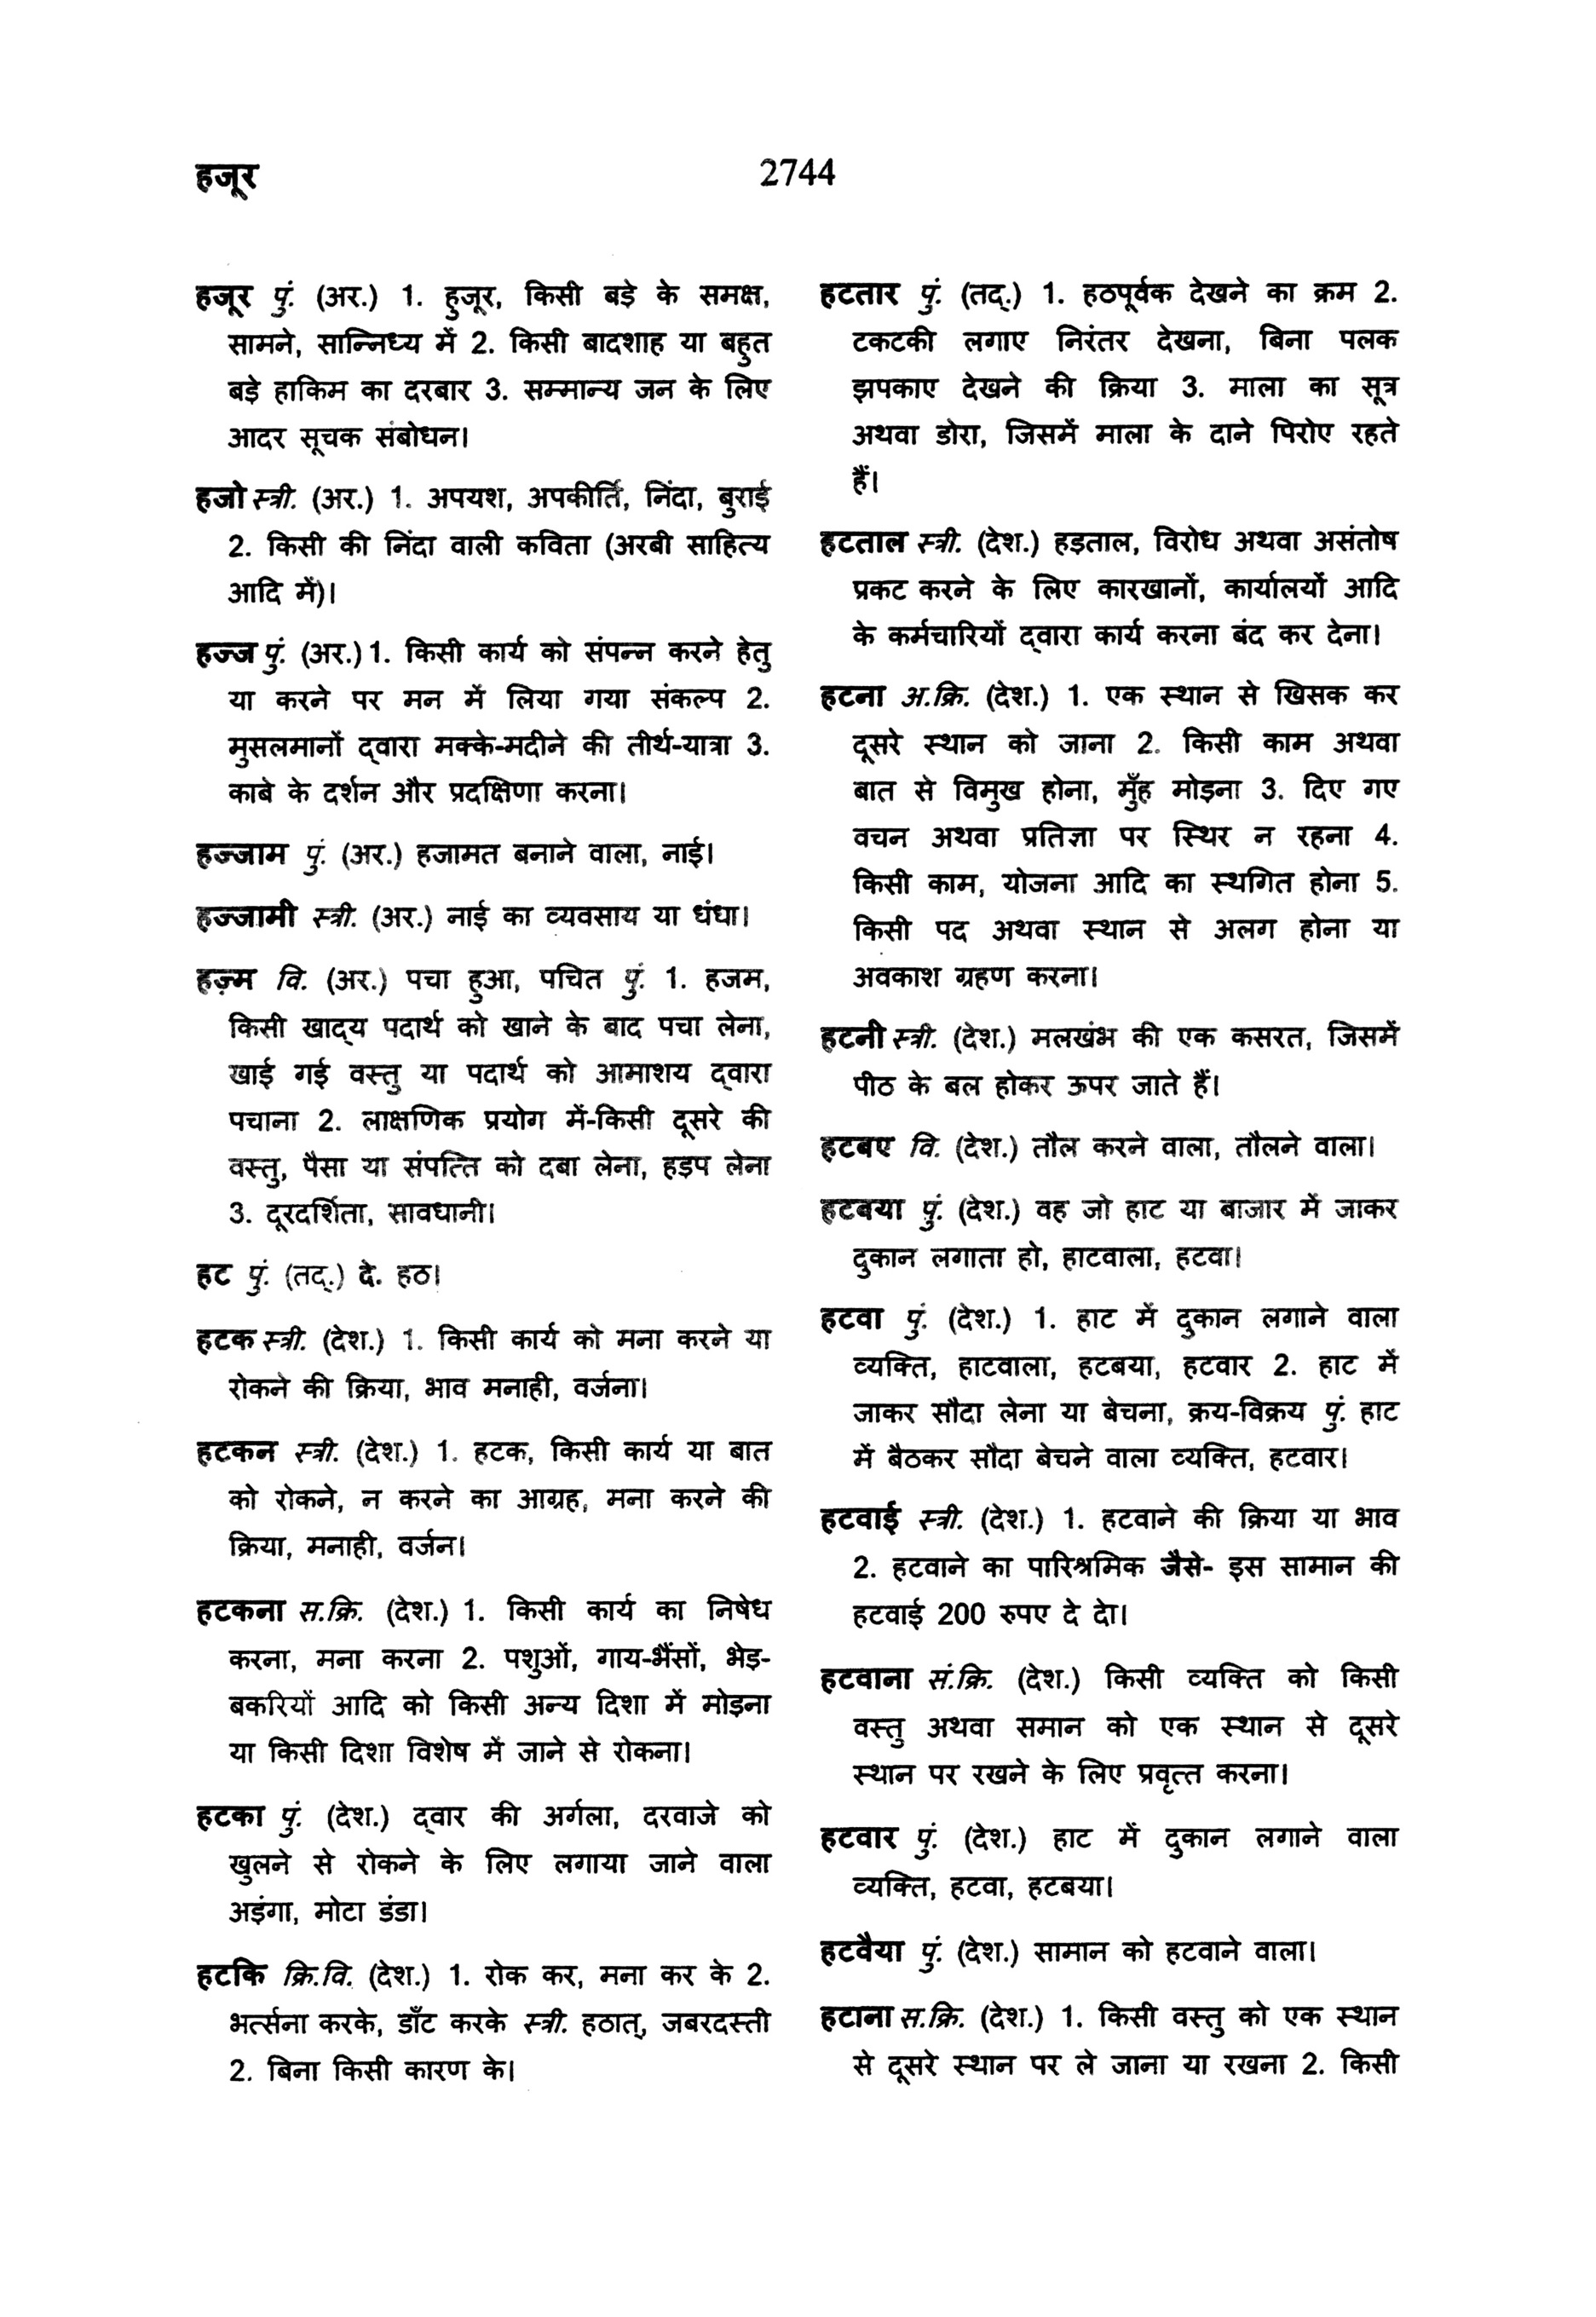 हजूर
2744
हजूर पुं. (अर.) 1. हुजूर, किसी बड़े के समक्ष,
सामने, सान्निध्य में 2. किसी बादशाह या बहुत
बड़े हाकिम का दरबार 3. सम्मान्य जन के लिए
आदर सूचक संबोधन।
हजो स्त्री. (अर.) 1. अपयश, अपकीर्ति, निंदा, बुराई
2. किसी की निंदा वाली कविता (अरबी साहित्य
आदि में)।
हज्ज पुं. (अर.) 1. किसी कार्य को संपन्न करने हेतु
या करने पर मन में लिया गया संकल्प 2.
मुसलमानों द्वारा मक्के-मदीने की तीर्थ-यात्रा 3.
काबे के दर्शन और प्रदक्षिणा करना।
हज्जाम पुं. (अर.) हजामत बनाने वाला, नाई।
हज्जामी स्त्री. (अर.) नाई का व्यवसाय या धंधा।
हज़्म वि. (अर.) पचा हुआ, पचित पुं. 1. हजम,
किसी खाद्य पदार्थ को खाने के बाद पचा लेना,
खाई गई वस्तु या पदार्थ को आमाशय द्वारा
पचाना 2. लाक्षणिक प्रयोग में-किसी दूसरे की
वस्तु, पैसा या संपत्ति को दबा लेना, हड़प लेना
3. दूरदर्शिता, सावधानी।
हट पुं. (तद्.) दे. हठ।
हटक स्त्री. (देश.) 1. किसी कार्य को मना करने या
रोकने की क्रिया, भाव मनाही, वर्जना।
हटकन स्त्री. (देश.) 1. हटक, किसी कार्य या बात
को रोकने, न करने का आग्रह, मना करने की
क्रिया, मनाही, वर्जन।
हटकना स.क्रि. (देश.) 1. किसी कार्य का निषेध
करना, मना करना 2. पशुओं, गाय-भैंसों, भेड़-
बकरियों आदि को किसी अन्य दिशा में मोड़ना
या किसी दिशा विशेष में जाने से रोकना।
हटका पुं. (देश.) द्वार की अर्गला, दरवाजे को
खुलने से रोकने के लिए लगाया जाने वाला
अड़ंगा, मोटा डंडा।
हटकि क्रि.वि. (देश.) 1. रोक कर, मना कर के 2.
भर्त्सना करके, डाँट करके स्त्री. हठात्, जबरदस्ती
2. बिना किसी कारण के।
हटतार पुं. (तद्.) 1. हठपूर्वक देखने का क्रम 2.
टकटकी लगाए निरंतर देखना, बिना पलक
झपकाए देखने की क्रिया 3. माला का सूत्र
अथवा डोरा, जिसमें माला के दाने पिरोए रहते
हैं।
हटताल स्त्री. (देश.) हड़ताल, विरोध अथवा असंतोष
प्रकट करने के लिए कारखानों, कार्यालयों आदि
के कर्मचारियों द्वारा कार्य करना बंद कर देना।
हटना अ.क्रि. (देश.) 1. एक स्थान से खिसक कर
दूसरे स्थान को जाना 2. किसी काम अथवा
बात से विमुख होना, मुँह मोड़ना 3. दिए गए
वचन अथवा प्रतिज्ञा पर स्थिर न रहना 4.
किसी काम, योजना आदि का स्थगित होना 5.
किसी पद अथवा स्थान से अलग होना या
अवकाश ग्रहण करना।
हटनी स्त्री. (देश.) मलखंभ की एक कसरत, जिसमें
पीठ के बल होकर ऊपर जाते हैं।
हटबए वि. (देश.) तौल करने वाला, तौलने वाला।
हटबया पुं. (देश.) वह जो हाट या बाजार में जाकर
दुकान लगाता हो, हाटवाला, हटवा।
हटवा पुं. (देश.) 1. हाट में दुकान लगाने वाला
व्यक्ति, हाटवाला, हटबया, हटवार 2. हाट में
जाकर सौदा लेना या बेचना, क्रय-विक्रय पुं. हाट
में बैठकर सौदा बेचने वाला व्यक्ति, हटवार।
हटवाई स्त्री. (देश.) 1. हटवाने की क्रिया या भाव
2. हटवाने का पारिश्रमिक जैसे- इस सामान की
हटवाई 200 रुपए दे देा।
हटवाना सं.क्रि. (देश.) किसी व्यक्ति को किसी
वस्तु अथवा समान को एक स्थान से दूसरे
स्थान पर रखने के लिए प्रवृत्त करना।
हटवार पुं. (देश.) हाट में दुकान लगाने वाला
व्यक्ति, हटवा, हटबया।
हटवैया पुं. (देश.) सामान को हटवाने वाला।
हटाना स.क्रि. (देश.) 1. किसी वस्तु को एक स्थान
से दूसरे स्थान पर ले जाना या रखना 2. किसी